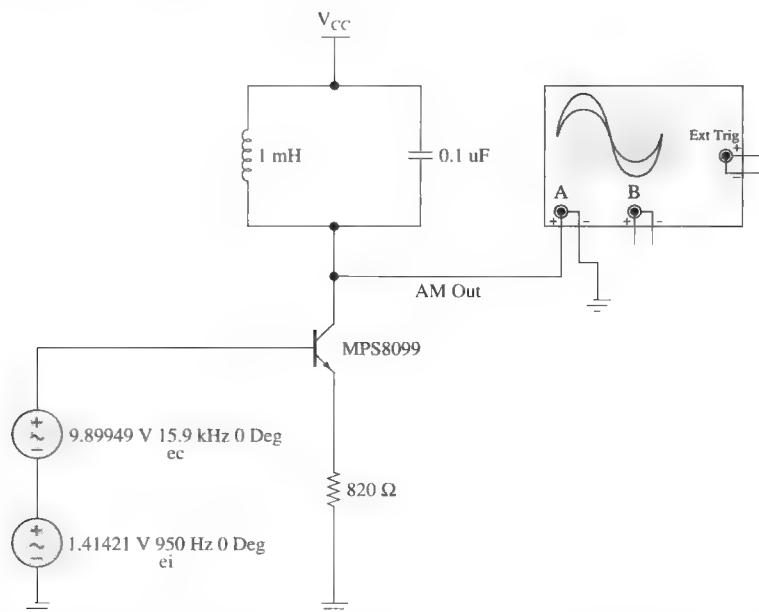 V_CC
1 mH
0.1 uF
Ext Trig
+
−
A
B
+ −
+ −
AM Out
MPS8099
+
−
9.89949 V 15.9 kHz 0 Deg
ec
820 Ω
+
−
1.41421 V 950 Hz 0 Deg
ei